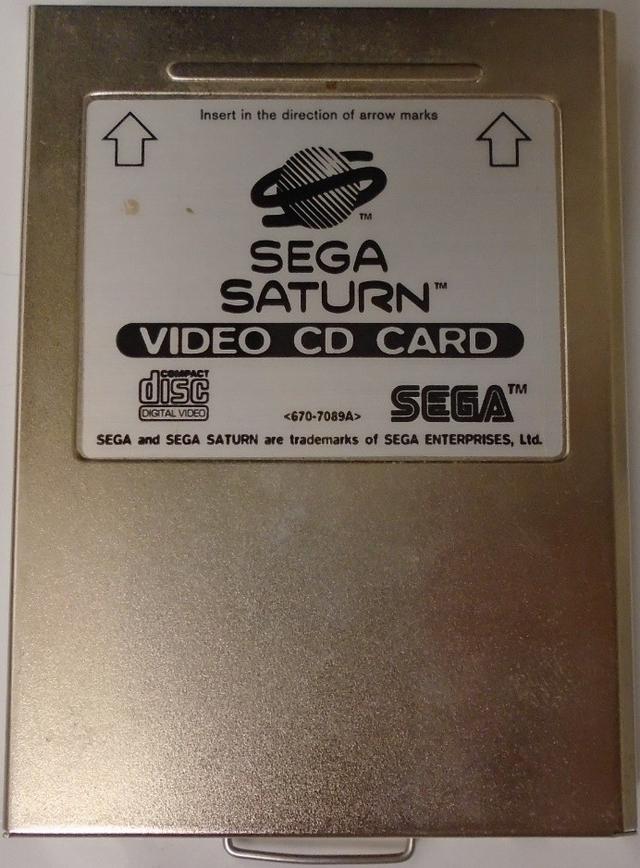 Insert in the direction of arrow marks
TM
SEGA
SATURN™
VIDEO CD CARD
COMPACT
disc
DIGITAL VIDEO
<670-7089A>
SEGA™
SEGA and SEGA SATURN are trademarks of SEGA ENTERPRISES, Ltd.